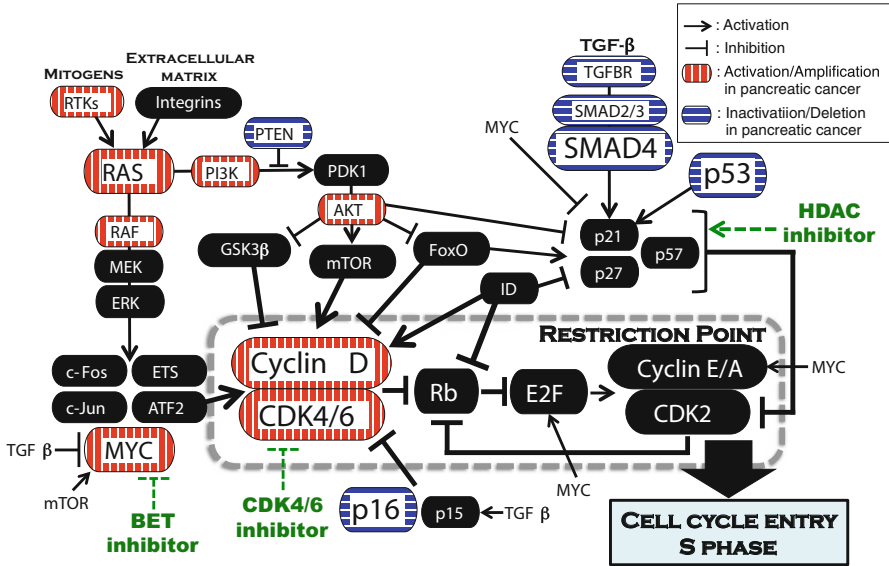 : Activation
: Inhibition
: Activation/Amplification
in pancreatic cancer
: Inactivatiion/Deletion
in pancreatic cancer
TGF-β
TGFBR
SMAD2/3
SMAD4
MYC
p53
Extracellular
matrix
Mitogens
RTKs
Integrins
PTEN
RAS
PI3K
PDK1
AKT
RAF
MEK
ERK
GSK3β
mTOR
FoxO
ID
p21
p27
p57
HDAC
inhibitor
Restriction Point
Cyclin D
CDK4/6
Rb
E2F
Cyclin E/A
CDK2
MYC
c-Fos
ETS
c-Jun
ATF2
TGF β
MYC
mTOR
BET
inhibitor
CDK4/6
inhibitor
p16
p15
TGF β
MYC
Cell cycle entry
S phase